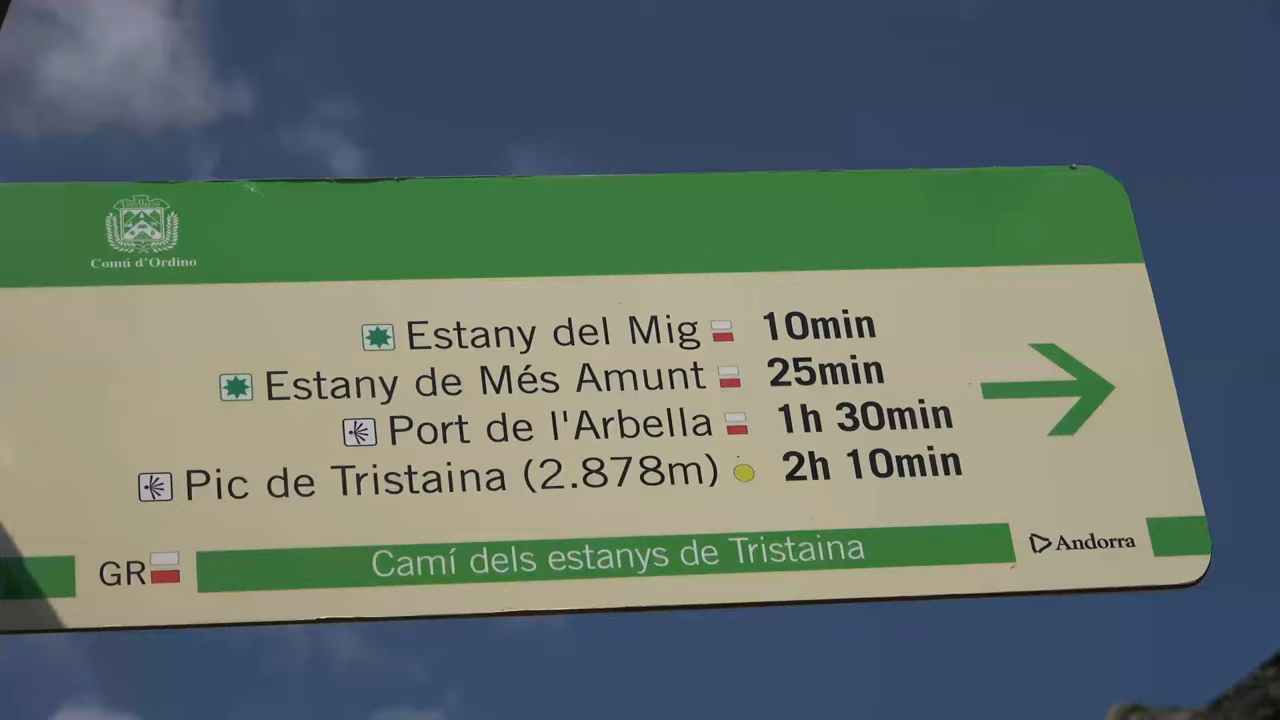 Comú d'Ordino
Estany del Mig 10min
Estany de Més Amunt 25min
Port de l'Arbella 1h 30min
Pic de Tristaina (2.878m) 2h 10min
GR Camí dels estanys de Tristaina Andorra